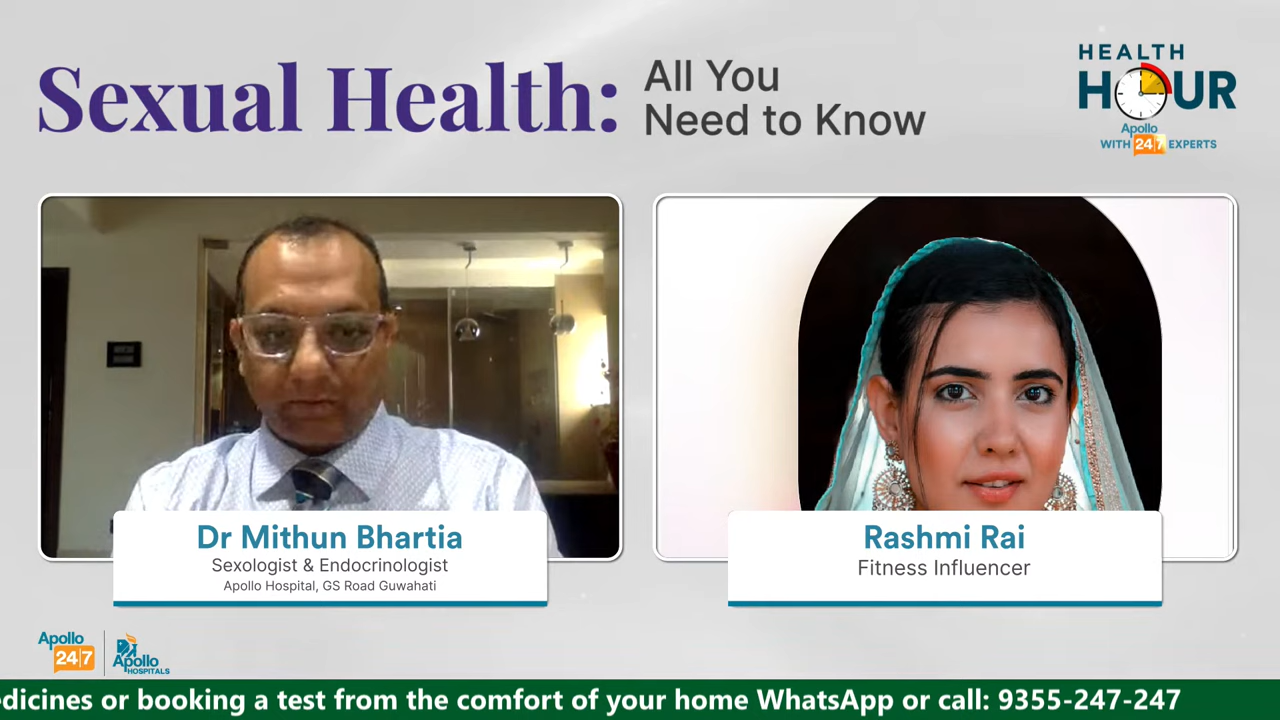 Sexual Health:
All You
Need to Know
HEALTH
HOUR
Apollo
WITH 24|7 EXPERTS
Dr Mithun Bhartia
Sexologist & Endocrinologist
Apollo Hospital, GS Road Guwahati
Rashmi Rai
Fitness Influencer
Apollo
24|7
Apollo
HOSPITALS
edicines or booking a test from the comfort of your home WhatsApp or call: 9355-247-247